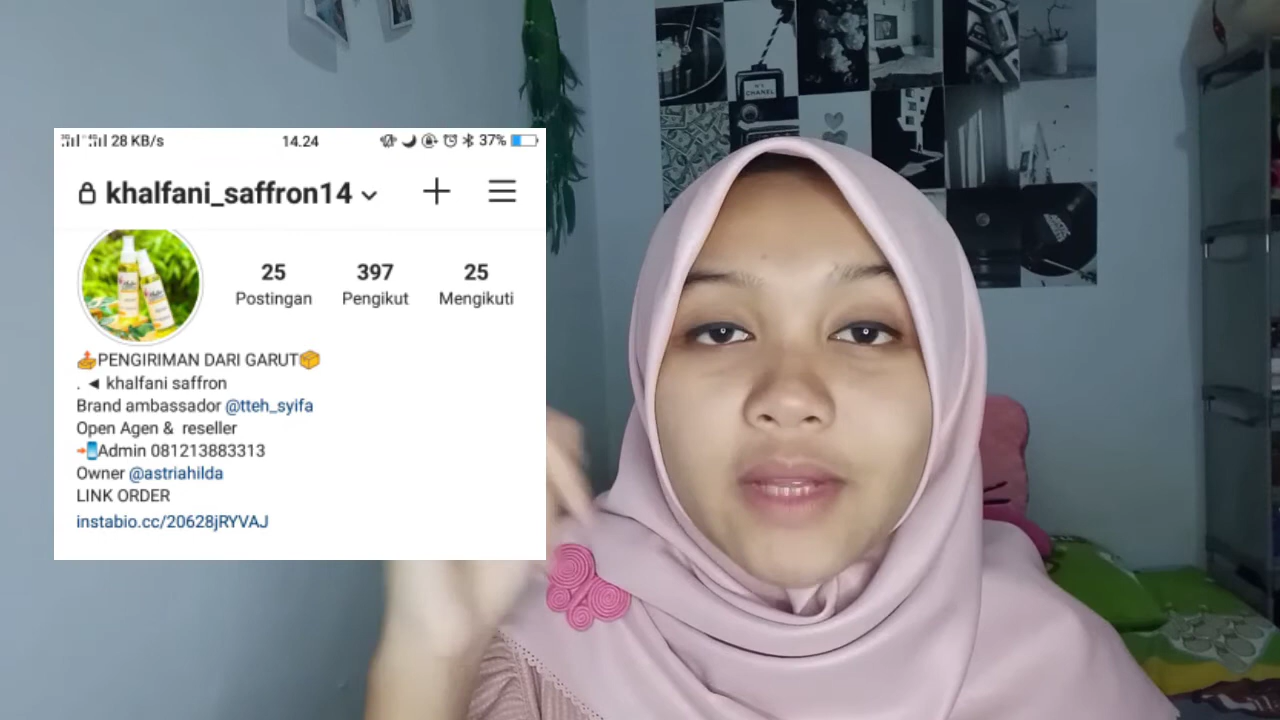 28 KB/s 14.24 37%
khalfani_saffron14
25 397 25
Postingan Pengikut Mengikuti
PENGIRIMAN DARI GARUT
. ◄ khalfani saffron
Brand ambassador @tteh_syifa
Open Agen & reseller
Admin 081213883313
Owner @astriahilda
LINK ORDER
instabio.cc/20628jRYVAJ
CHANEL